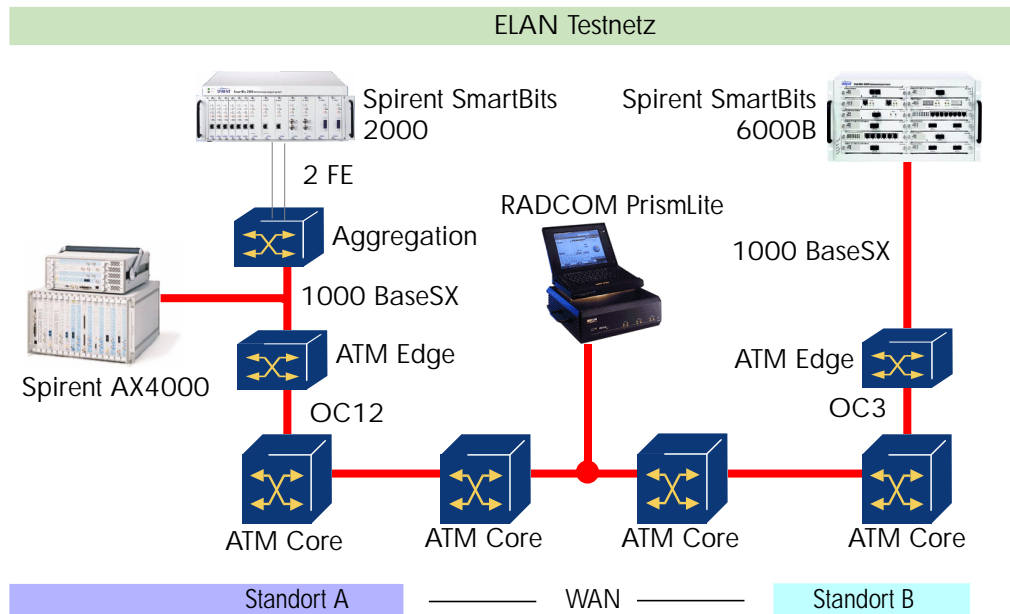 ELAN Testnetz
Spirent SmartBits
2000
Spirent SmartBits
6000B
2 FE
RADCOM PrismLite
Aggregation
1000 BaseSX
1000 BaseSX
ATM Edge
ATM Edge
Spirent AX4000
OC12
OC3
ATM Core
ATM Core
ATM Core
ATM Core
Standort A
WAN
Standort B